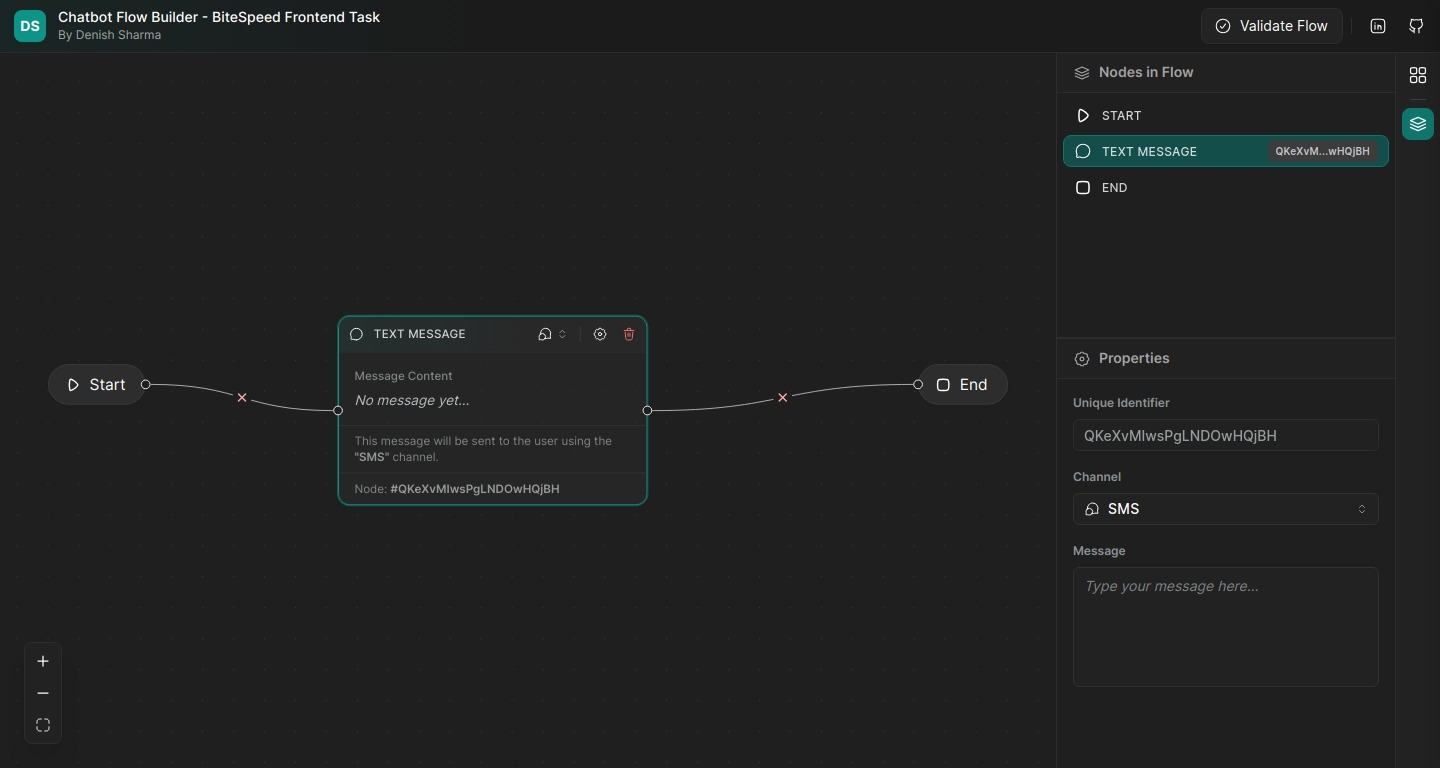 DS
Chatbot Flow Builder - BiteSpeed Frontend Task
By Denish Sharma
Validate Flow
in
Nodes in Flow
START
TEXT MESSAGE
QKeXvM...wHQjBH
END
TEXT MESSAGE
Message Content
No message yet...
This message will be sent to the user using the
"SMS" channel.
Node: #QKeXvMIwsPgLNDOwHQjBH
Start
End
Properties
Unique Identifier
QKeXvMIwsPgLNDOwHQjBH
Channel
SMS
Message
Type your message here...